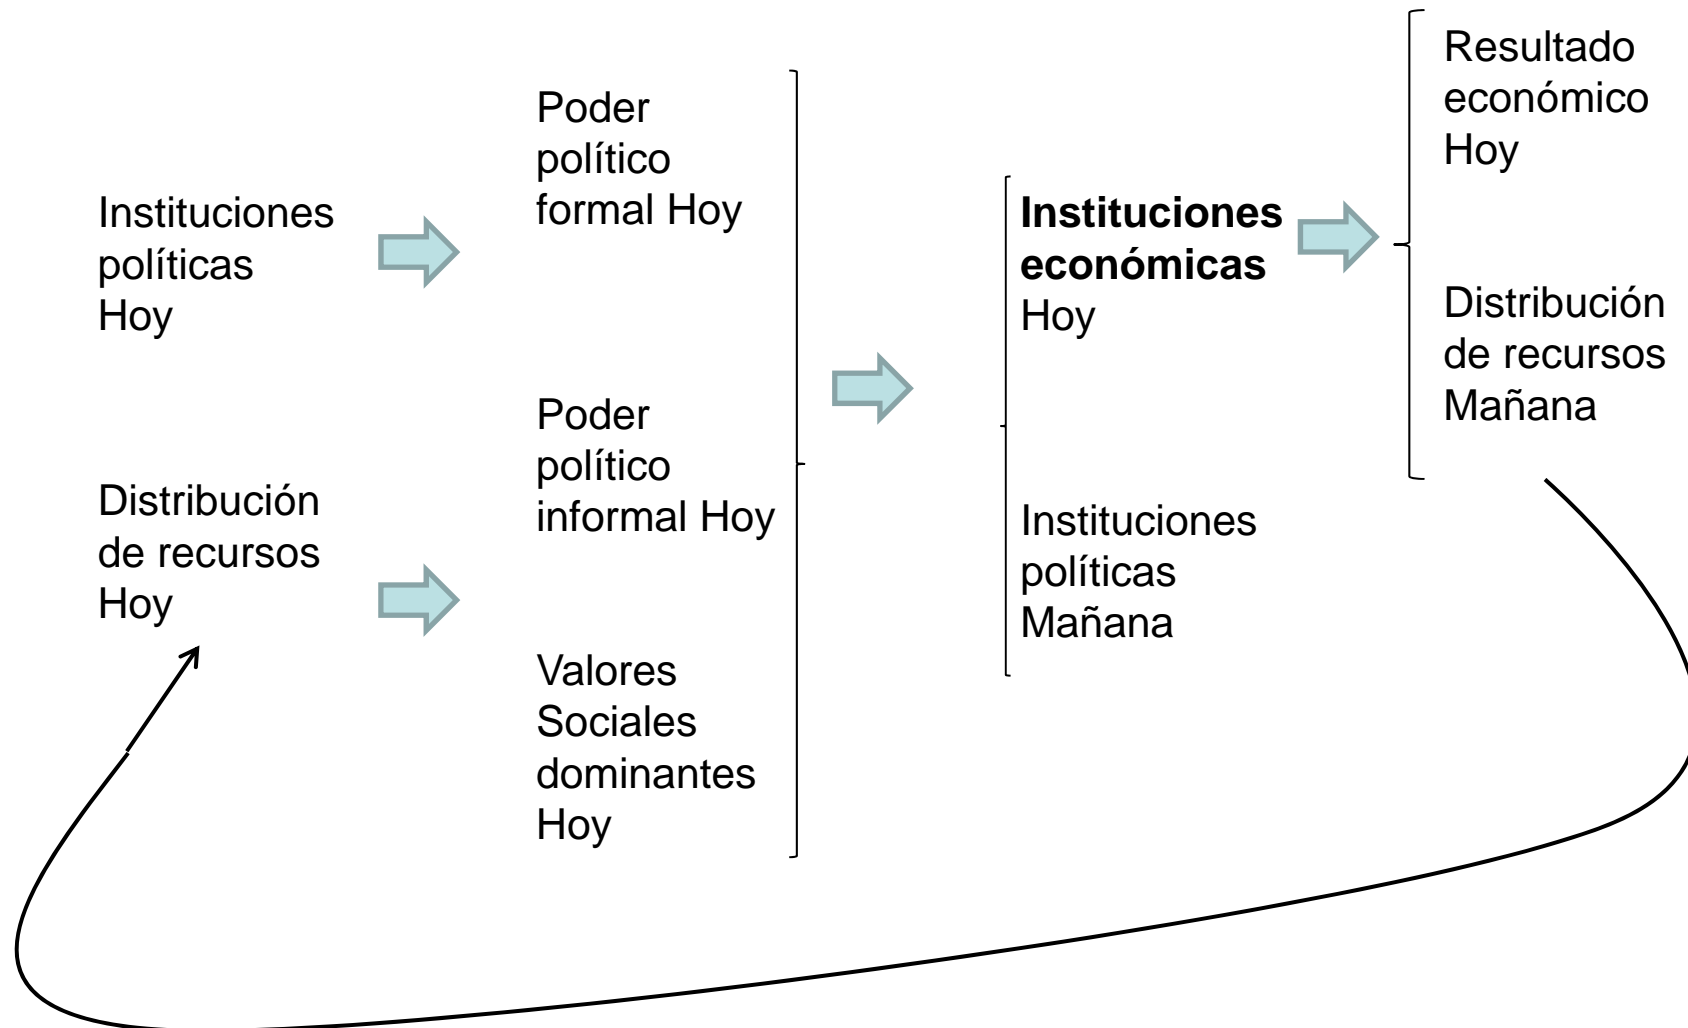 Instituciones
políticas
Hoy
Distribución
de recursos
Hoy
Poder
político
formal Hoy
Poder
político
informal Hoy
Valores
Sociales
dominantes
Hoy
Instituciones
económicas
Hoy
Instituciones
políticas
Mañana
Resultado
económico
Hoy
Distribución
de recursos
Mañana